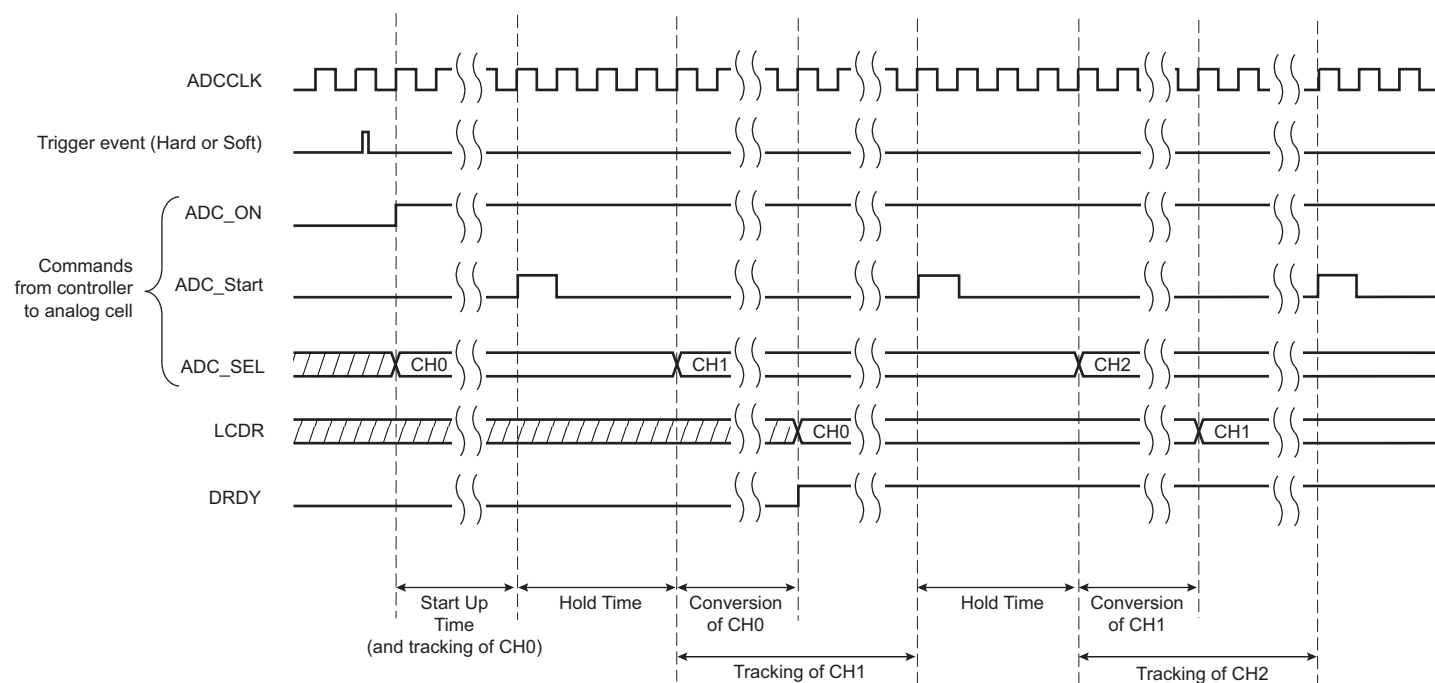 ADCCLK
Trigger event (Hard or Soft)
ADC_ON
Commands
from controller
to analog cell
ADC_Start
ADC_SEL
CH0
CH1
CH2
LCDR
CH0
CH1
DRDY
Start Up
Time
(and tracking of CH0)
Hold Time
Conversion
of CH0
Hold Time
Conversion
of CH1
Tracking of CH1
Tracking of CH2